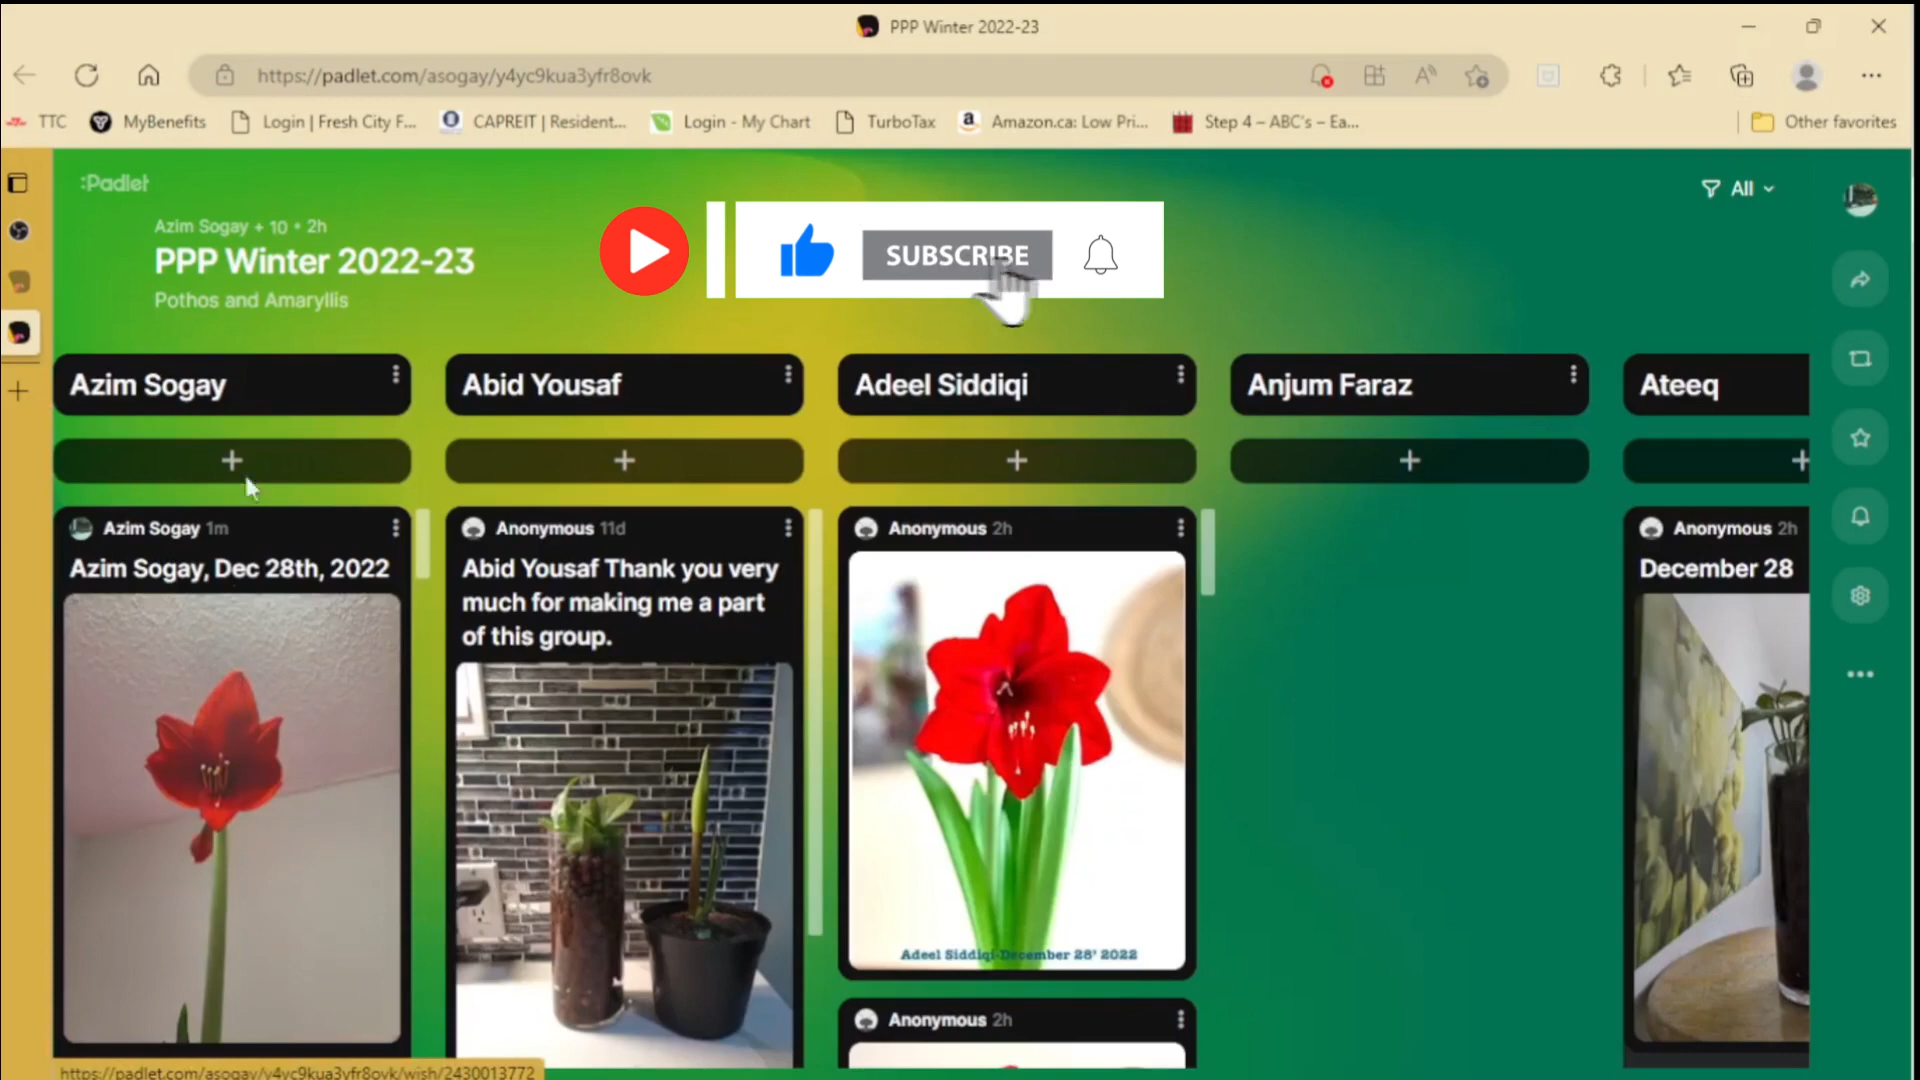 PPP Winter 2022-23
https://padlet.com/asogay/y4yc9kua3yfr8ovk
TTC
MyBenefits
Login | Fresh City F...
CAPREIT | Resident...
Login - My Chart
TurboTax
Amazon.ca: Low Pri...
Step 4 – ABC's – Ea...
Other favorites
:Padlet
All
Azim Sogay + 10 • 2h
PPP Winter 2022-23
Pothos and Amaryllis
SUBSCRIBE
Azim Sogay
Abid Yousaf
Adeel Siddiqi
Anjum Faraz
Ateeq
Azim Sogay 1m
Azim Sogay, Dec 28th, 2022
Anonymous 11d
Abid Yousaf Thank you very
much for making me a part
of this group.
Anonymous 2h
Adeel Siddiqi-December 28' 2022
Anonymous 2h
Anonymous 2h
December 28
https://padlet.com/asogay/y4yc9kua3yfr8ovk/wish/2430013772